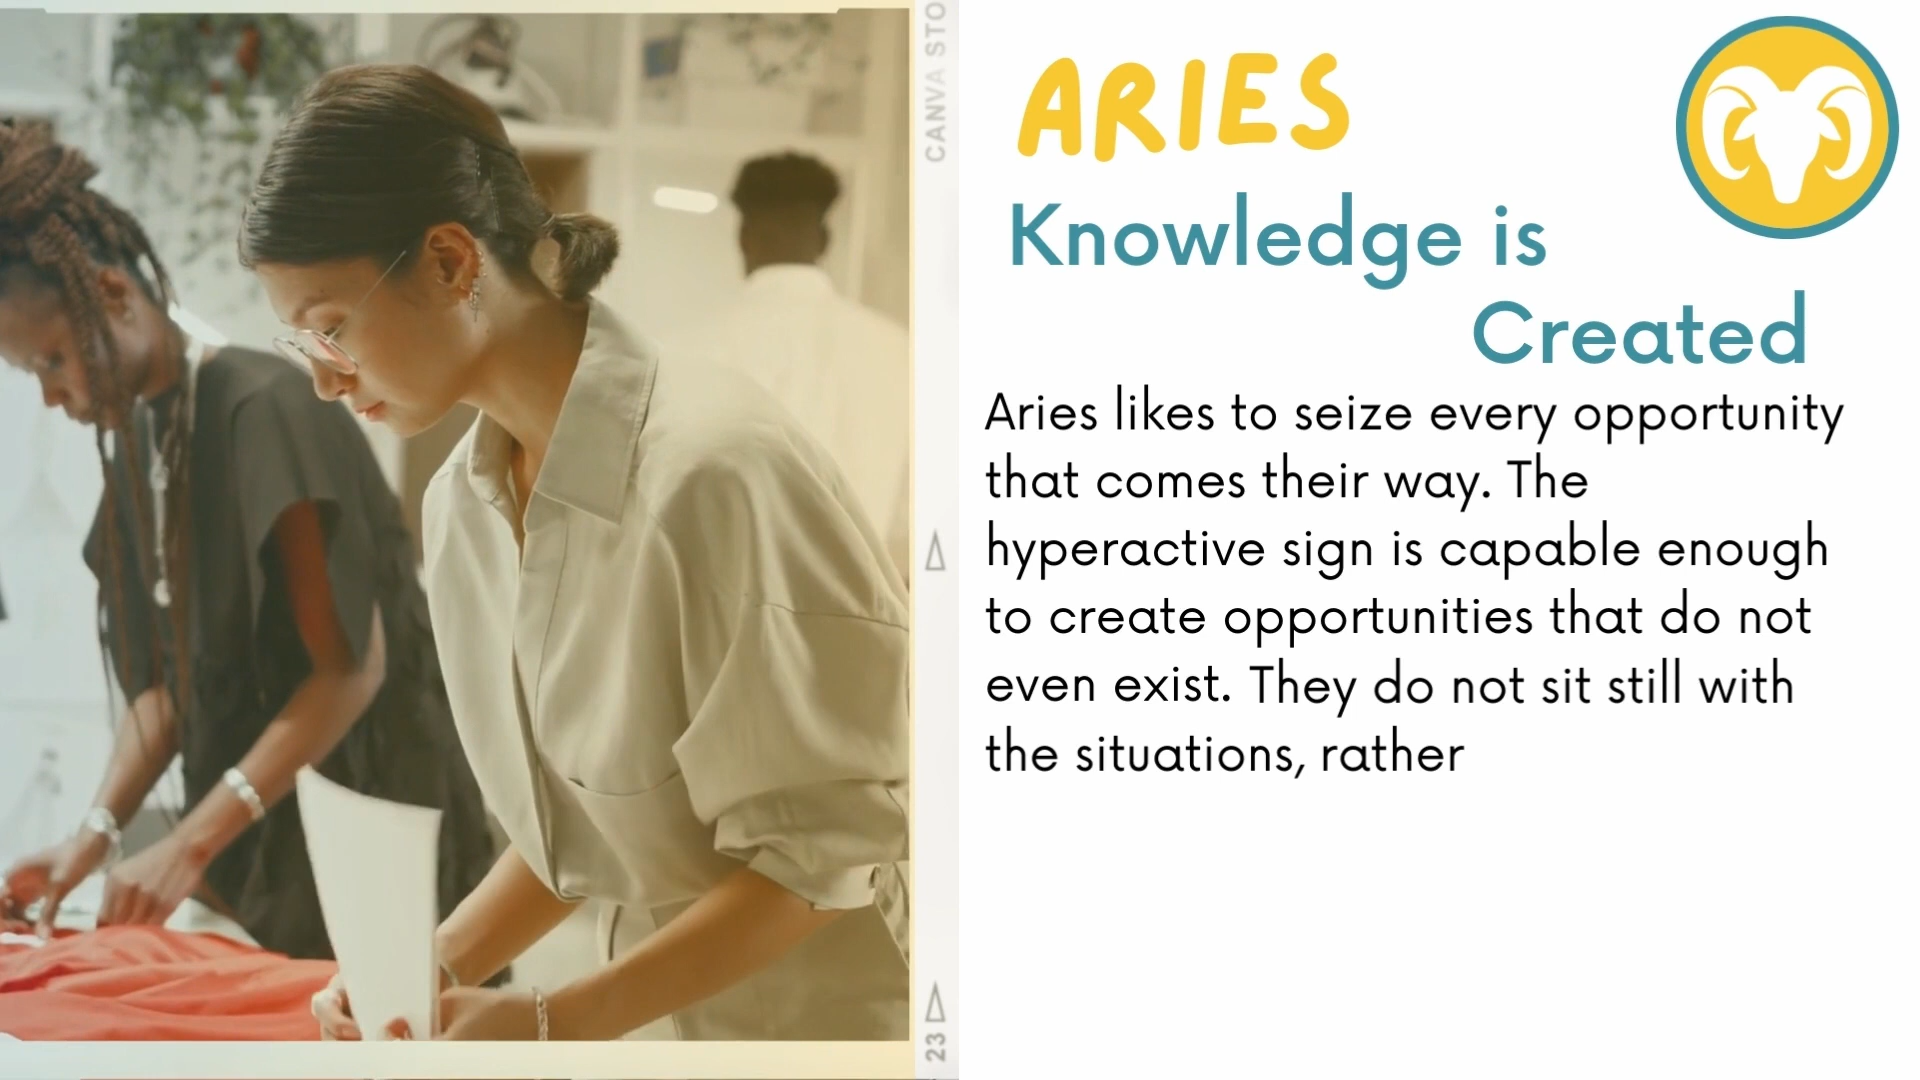 CANVA STO
23
ARIES
Knowledge is
Created
Aries likes to seize every opportunity
that comes their way. The
hyperactive sign is capable enough
to create opportunities that do not
even exist. They do not sit still with
the situations, rather